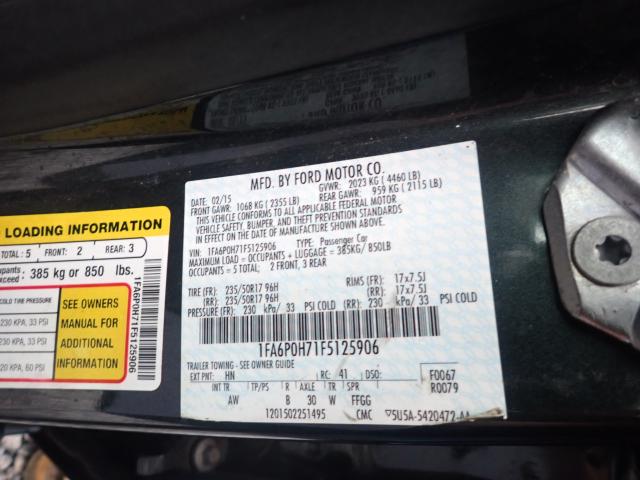 LOADING INFORMATION
TOTAL: 5 FRONT: 2 REAR: 3
385 kg or 850 lbs.
COLD TIRE PRESSURE
230 KPA, 33 PSI
230 KPA, 33 PSI
KPA, 60 PSI
SEE OWNERS
MANUAL FOR
ADDITIONAL
INFORMATION
1FA6P0H71F5125906
MFD. BY FORD MOTOR CO.
DATE: 02/15 GVWR: 2023 KG ( 4460 LB)
FRONT GAWR: 1068 KG ( 2355 LB) REAR GAWR: 959 KG ( 2115 LB)
THIS VEHICLE CONFORMS TO ALL APPLICABLE FEDERAL MOTOR
VEHICLE SAFETY, BUMPER, AND THEFT PREVENTION STANDARDS
IN EFFECT ON THE DATE OF MANUFACTURE SHOWN ABOVE.
VIN: 1FA6P0H71F5125906 TYPE: Passenger Car
MAXIMUM LOAD = OCCUPANTS + LUGGAGE = 385KG/850LB
OCCUPANTS = 5 TOTAL: 2 FRONT, 3 REAR
TIRE (FR): 235/50R17 96H RIMS (FR): 17x7.5J
(RR): 235/50R17 96H (RR): 17x7.5J
PRESSURE (FR): 230 kPa/ 33 PSI COLD (RR): 230 kPa/ 33 PSI COLD
1FA6P0H71F5125906
TRAILER TOWING - SEE OWNER GUIDE
EXT PNT: HN RC: 41 DSO: F0067
INT TR TP/PS R AXLE TR SPR R0079
AW B 30 W FFGG
1201502251495 CMC 5U5A-5420472-AA